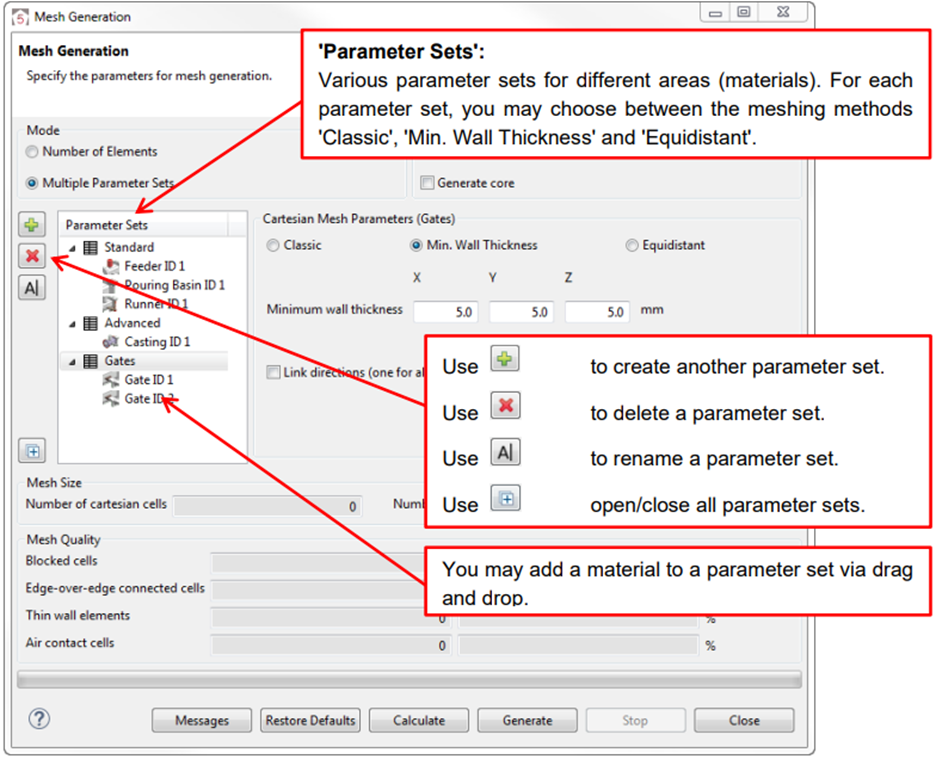 Mesh Generation
Mesh Generation
Specify the parameters for mesh generation.
'Parameter Sets':
Various parameter sets for different areas (materials). For each
parameter set, you may choose between the meshing methods
'Classic', 'Min. Wall Thickness' and 'Equidistant'.
Mode
Number of Elements
Multiple Parameter Sets
Generate core
Parameter Sets
Standard
Feeder ID 1
Pouring Basin ID 1
Runner ID 1
Advanced
Casting ID 1
Gates
Gate ID 1
Gate ID 2
A
Cartesian Mesh Parameters (Gates)
Classic
Min. Wall Thickness
Equidistant
X Y Z
Minimum wall thickness 5.0 5.0 5.0 mm
Link directions (one for al
Use to create another parameter set.
Use to delete a parameter set.
Use A to rename a parameter set.
Use open/close all parameter sets.
Mesh Size
Number of cartesian cells 0 Numb
Mesh Quality
Blocked cells
Edge-over-edge connected cells
Thin wall elements 0 %
Air contact cells 0 %
You may add a material to a parameter set via drag
and drop.
? Messages Restore Defaults Calculate Generate Stop Close